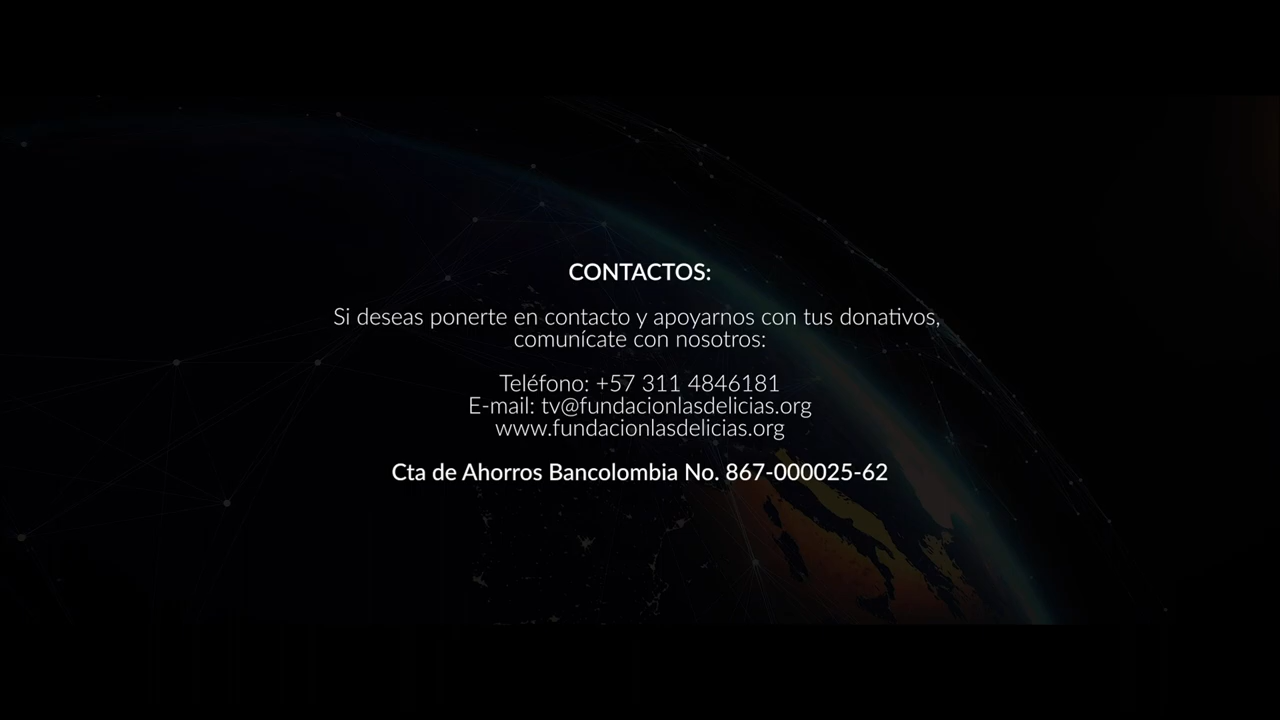 CONTACTOS:
Si deseas ponerte en contacto y apoyarnos con tus donativos,
comunícate con nosotros:
Teléfono: +57 311 4846181
E-mail: tv@fundacionlasdelicias.org
www.fundacionlasdelicias.org
Cta de Ahorros Bancolombia No. 867-000025-62